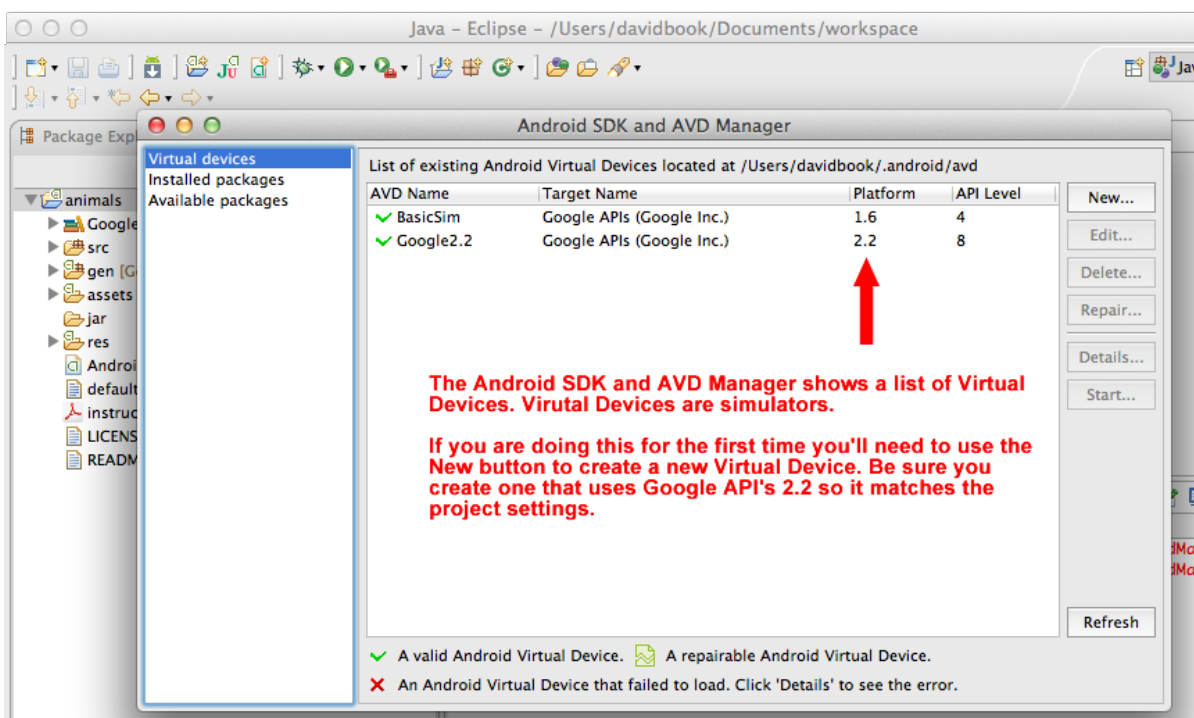 Java – Eclipse – /Users/davidbook/Documents/workspace
Package Exp
Android SDK and AVD Manager
animals
Google
src
gen [G
assets
jar
res
Androi
default
instruc
LICENS
READM
Virtual devices
Installed packages
Available packages
List of existing Android Virtual Devices located at /Users/davidbook/.android/avd
AVD Name Target Name Platform API Level
BasicSim Google APIs (Google Inc.) 1.6 4
Google2.2 Google APIs (Google Inc.) 2.2 8
The Android SDK and AVD Manager shows a list of Virtual
Devices. Virutal Devices are simulators.
If you are doing this for the first time you'll need to use the
New button to create a new Virtual Device. Be sure you
create one that uses Google API's 2.2 so it matches the
project settings.
New...
Edit...
Delete...
Repair...
Details...
Start...
Refresh
A valid Android Virtual Device. A repairable Android Virtual Device.
An Android Virtual Device that failed to load. Click 'Details' to see the error.
Jav
dMa
dMa